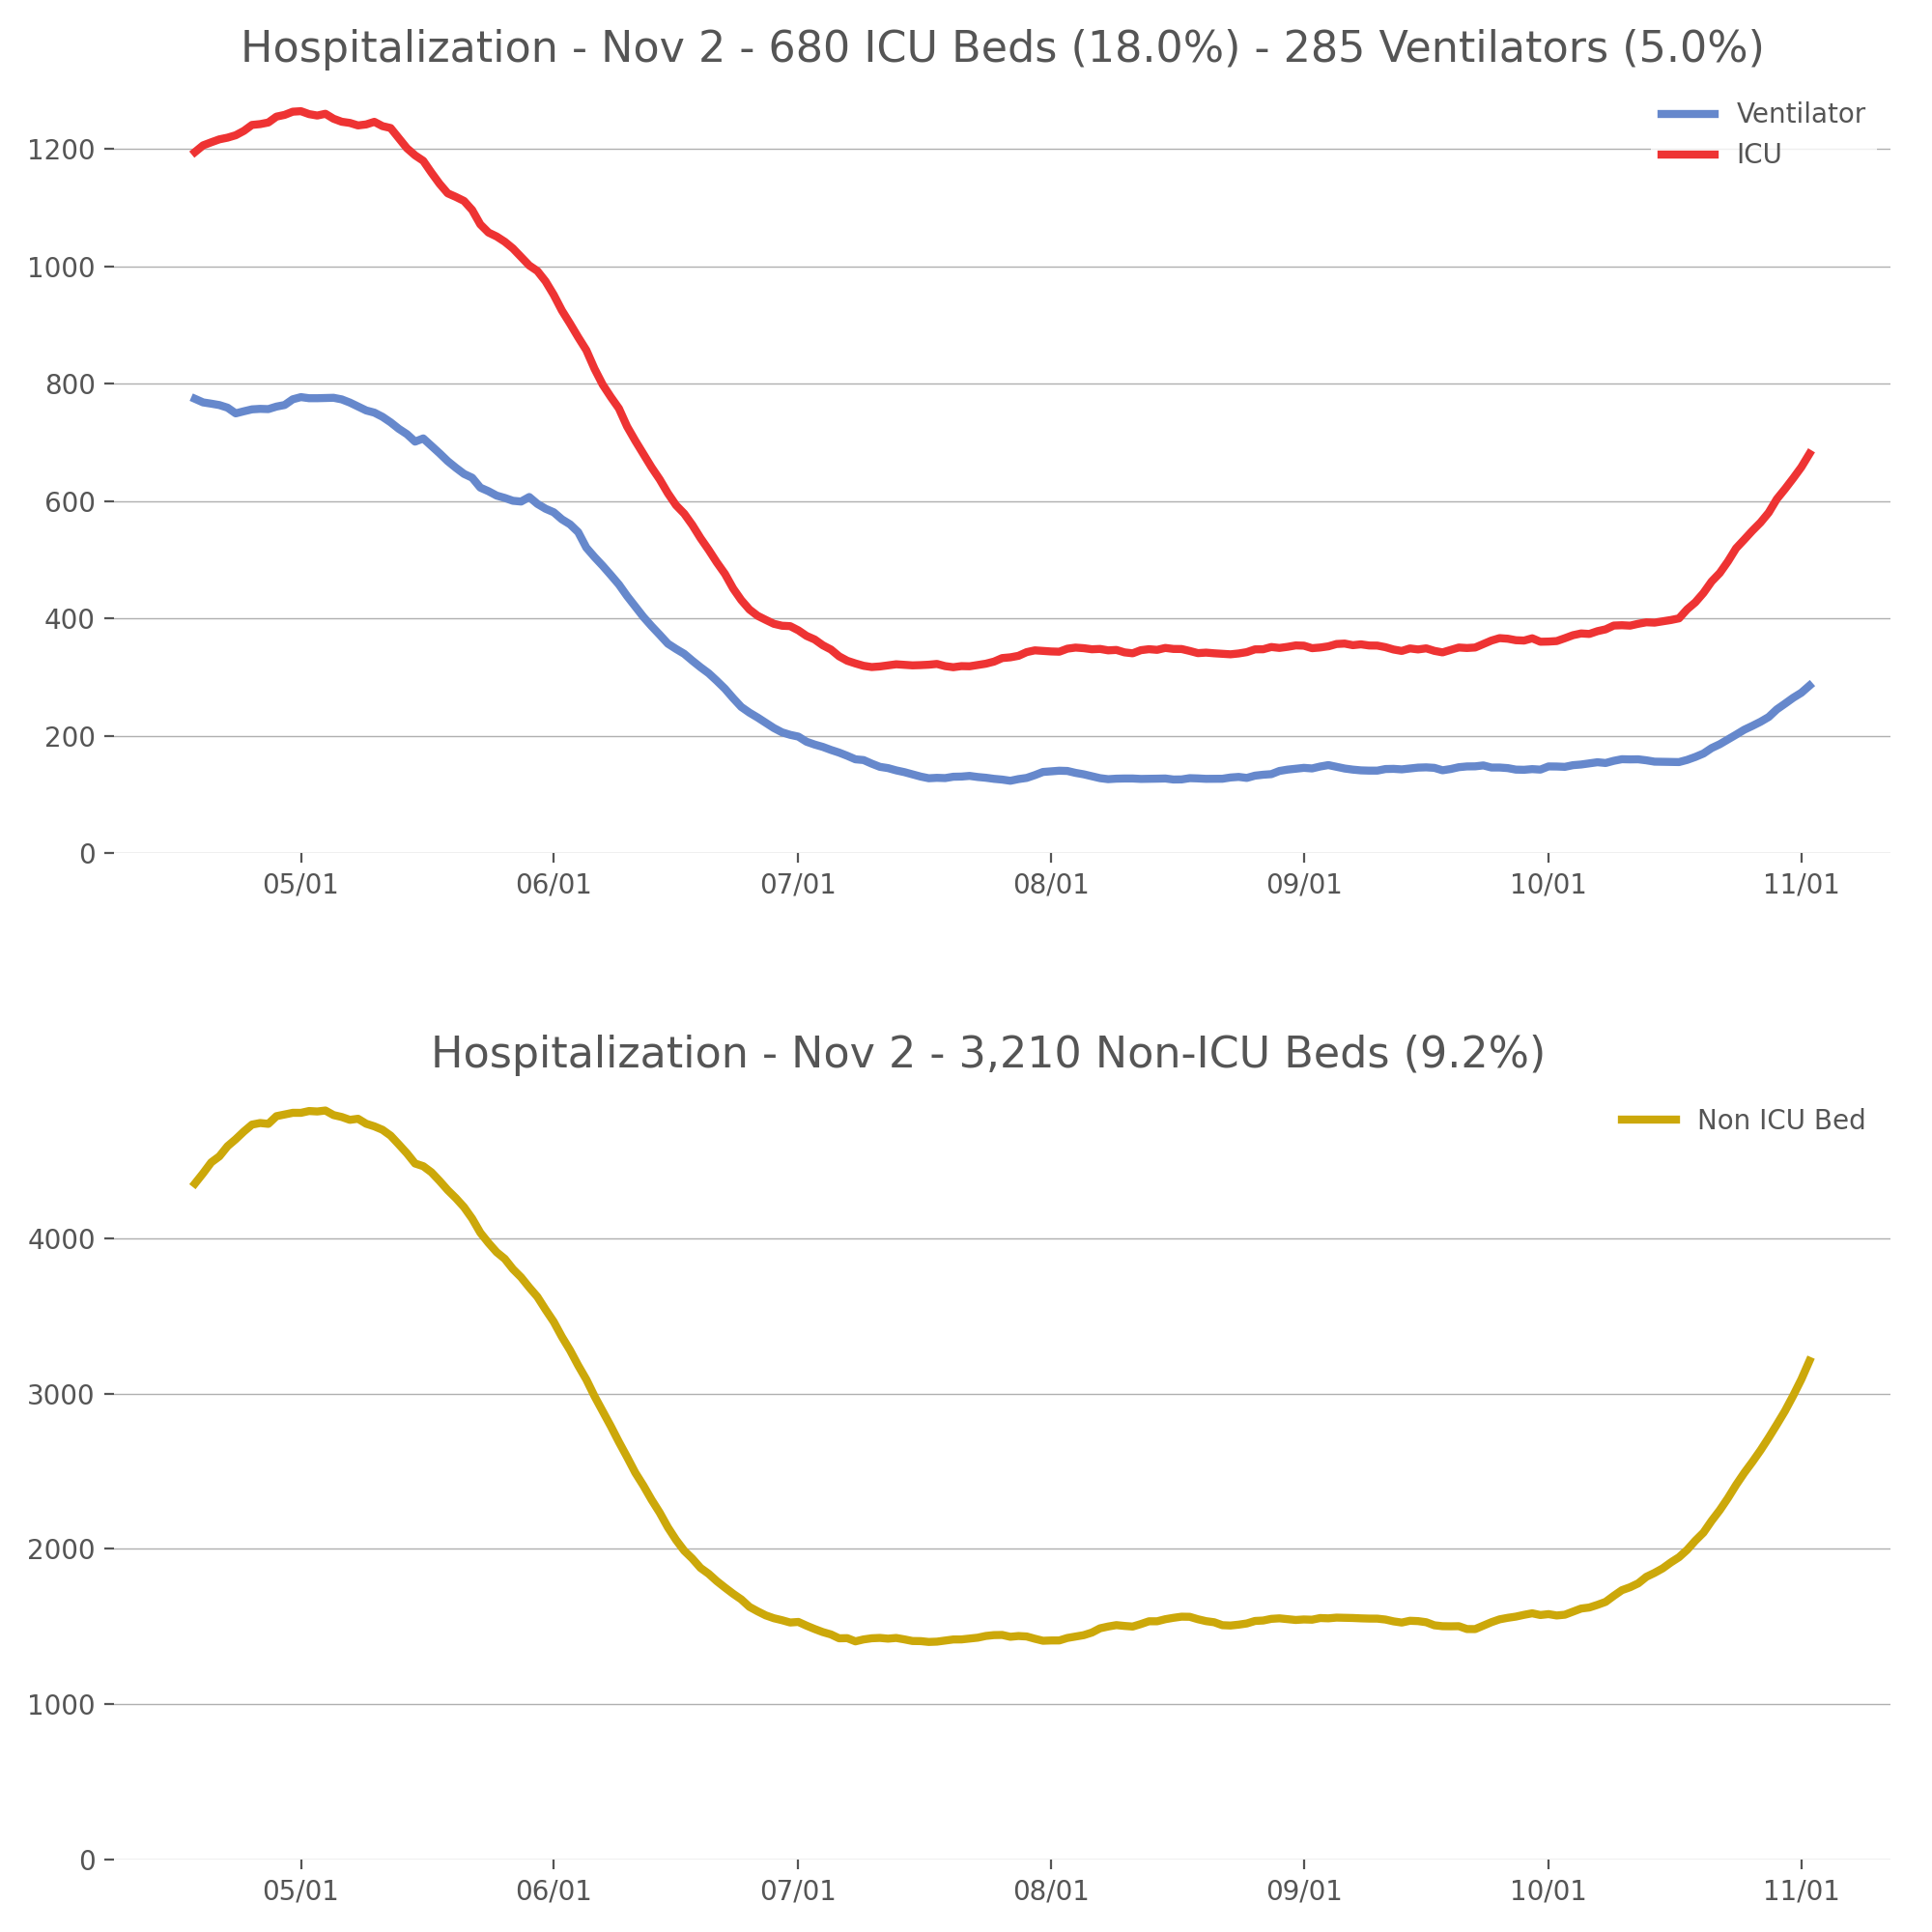 Hospitalization - Nov 2 - 680 ICU Beds (18.0%) - 285 Ventilators (5.0%)
Ventilator
ICU
1200
1000
800
600
400
200
0
05/01 06/01 07/01 08/01 09/01 10/01 11/01
Hospitalization - Nov 2 - 3,210 Non-ICU Beds (9.2%)
Non ICU Bed
4000
3000
2000
1000
0
05/01 06/01 07/01 08/01 09/01 10/01 11/01